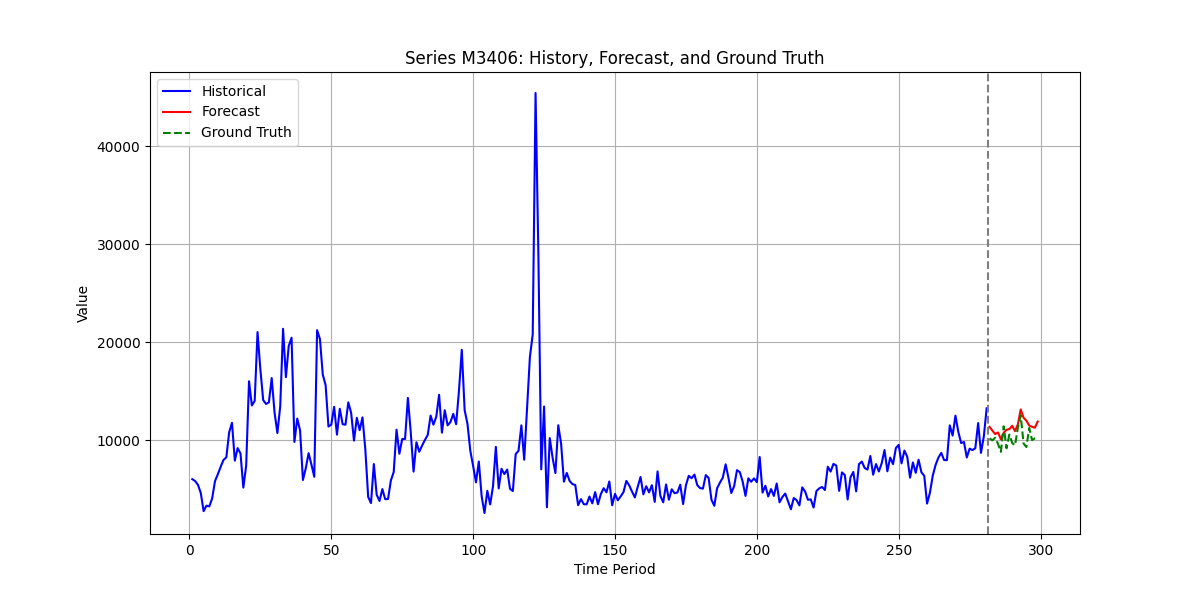 Series M3406: History, Forecast, and Ground Truth
Historical
Forecast
Ground Truth
40000
30000
20000
10000
Value
0 50 100 150 200 250 300
Time Period